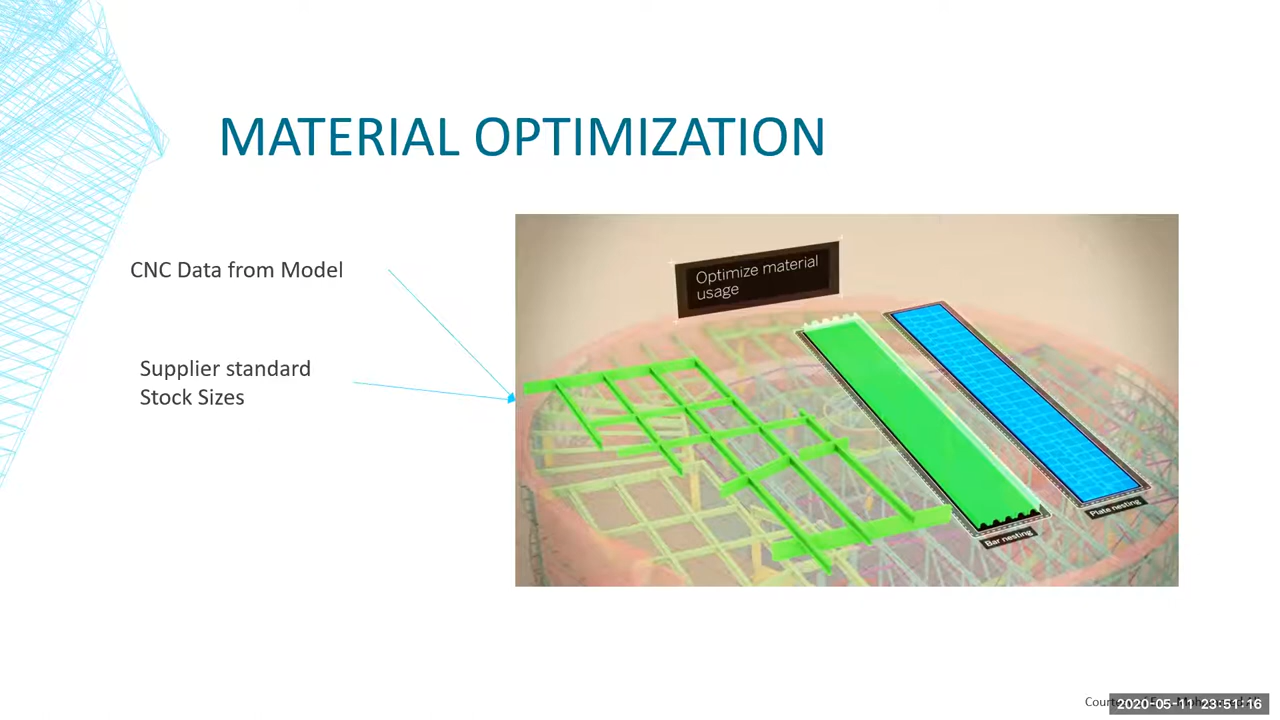 MATERIAL OPTIMIZATION
CNC Data from Model
Supplier standard
Stock Sizes
Optimize material
usage
Bar nesting
Plate nesting
2020-05-11 23:51:16